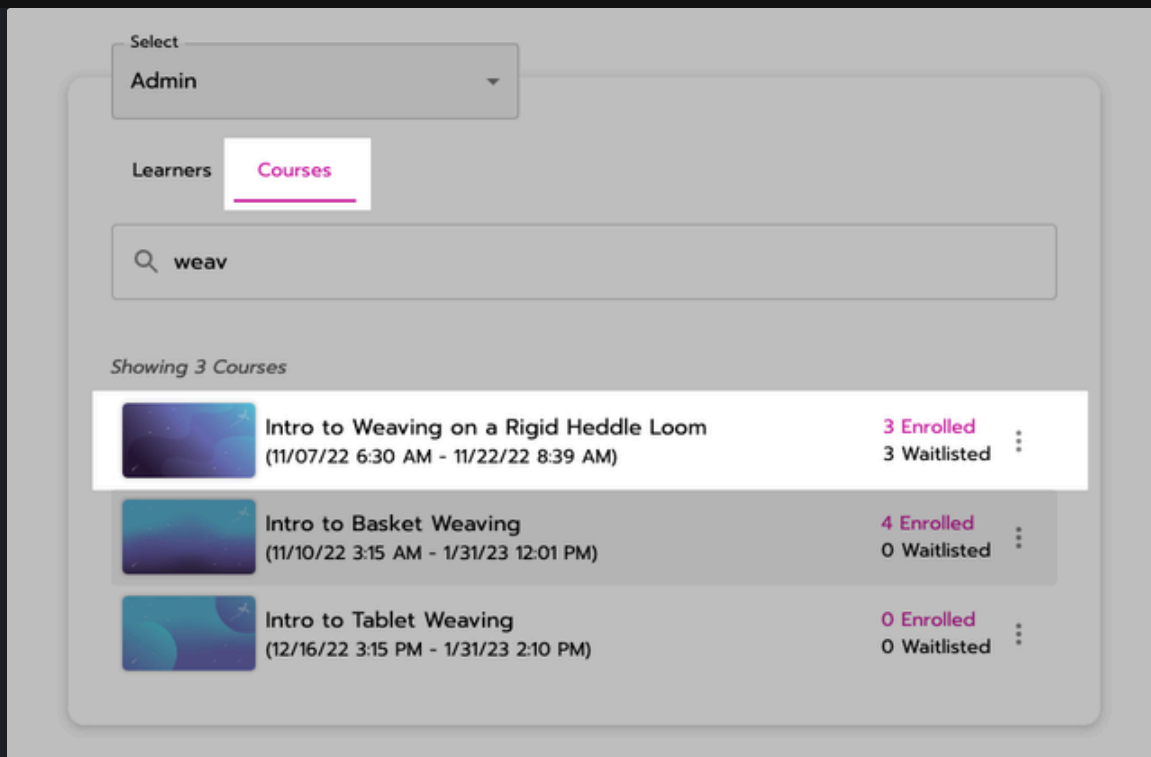 Select
Admin
Learners Courses
weav
Showing 3 Courses
Intro to Weaving on a Rigid Heddle Loom 3 Enrolled
(11/07/22 6:30 AM - 11/22/22 8:39 AM) 3 Waitlisted
Intro to Basket Weaving 4 Enrolled
(11/10/22 3:15 AM - 1/31/23 12:01 PM) 0 Waitlisted
Intro to Tablet Weaving 0 Enrolled
(12/16/22 3:15 PM - 1/31/23 2:10 PM) 0 Waitlisted